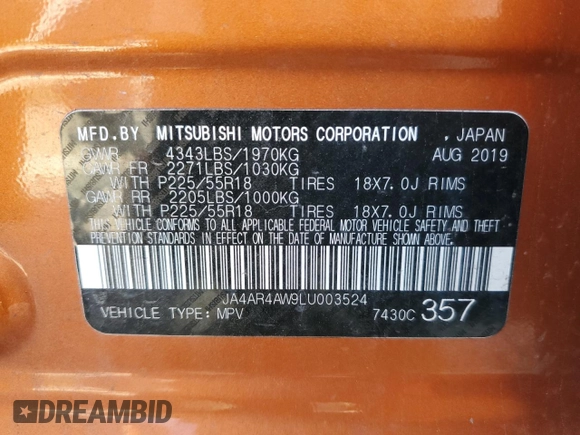 MFD.BY MITSUBISHI MOTORS CORPORATION . JAPAN
GVWR 4343LBS/1970KG AUG 2019
GAWR FR 2271LBS/1030KG
WITH P225/55R18 TIRES 18X7.0J RIMS
GAWR RR 2205LBS/1000KG
WITH P225/55R18 TIRES 18X7.0J RIMS
THIS VEHICLE CONFORMS TO ALL APPLICABLE FEDERAL MOTOR VEHICLE SAFETY AND THEFT
PREVENTION STANDARDS IN EFFECT ON THE DATE OF MANUFACTURE SHOWN ABOVE.
JA4AR4AW9LU003524
VEHICLE TYPE: MPV 7430C 357
DREAMBID